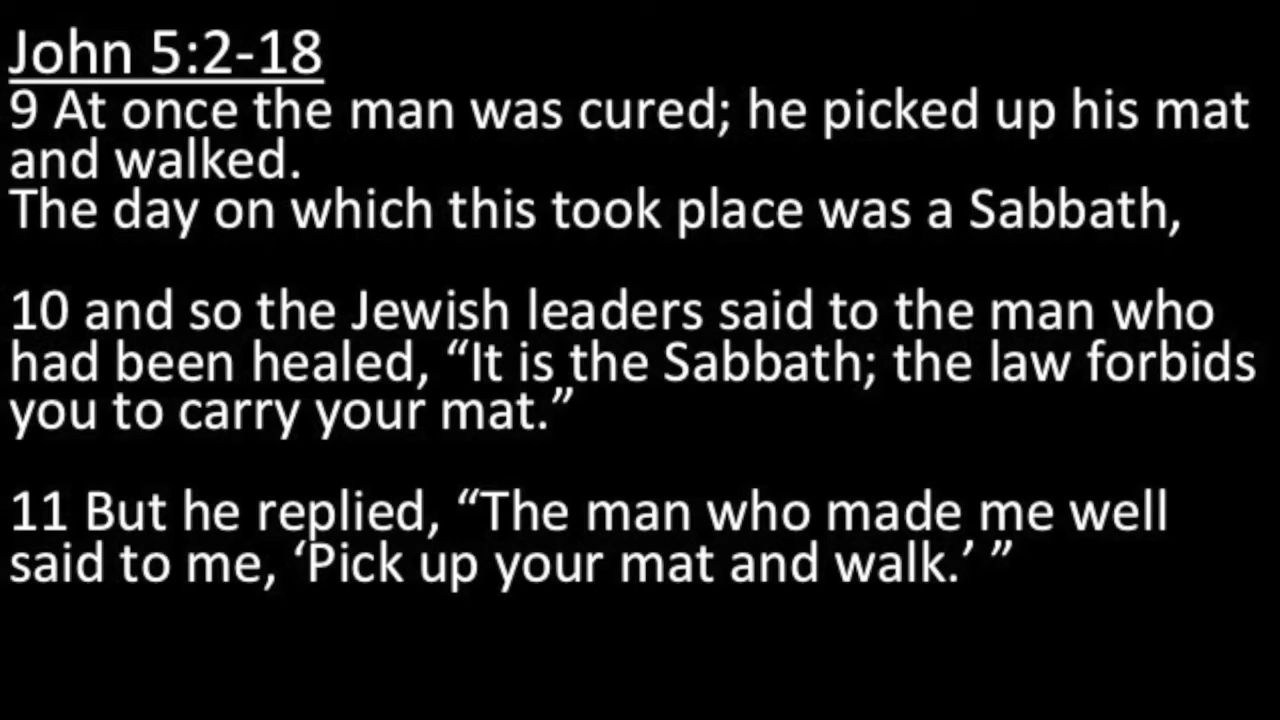 John 5:2-18
9 At once the man was cured; he picked up his mat
and walked.
The day on which this took place was a Sabbath,
10 and so the Jewish leaders said to the man who
had been healed, “It is the Sabbath; the law forbids
you to carry your mat.”
11 But he replied, “The man who made me well
said to me, ‘Pick up your mat and walk.’ ”